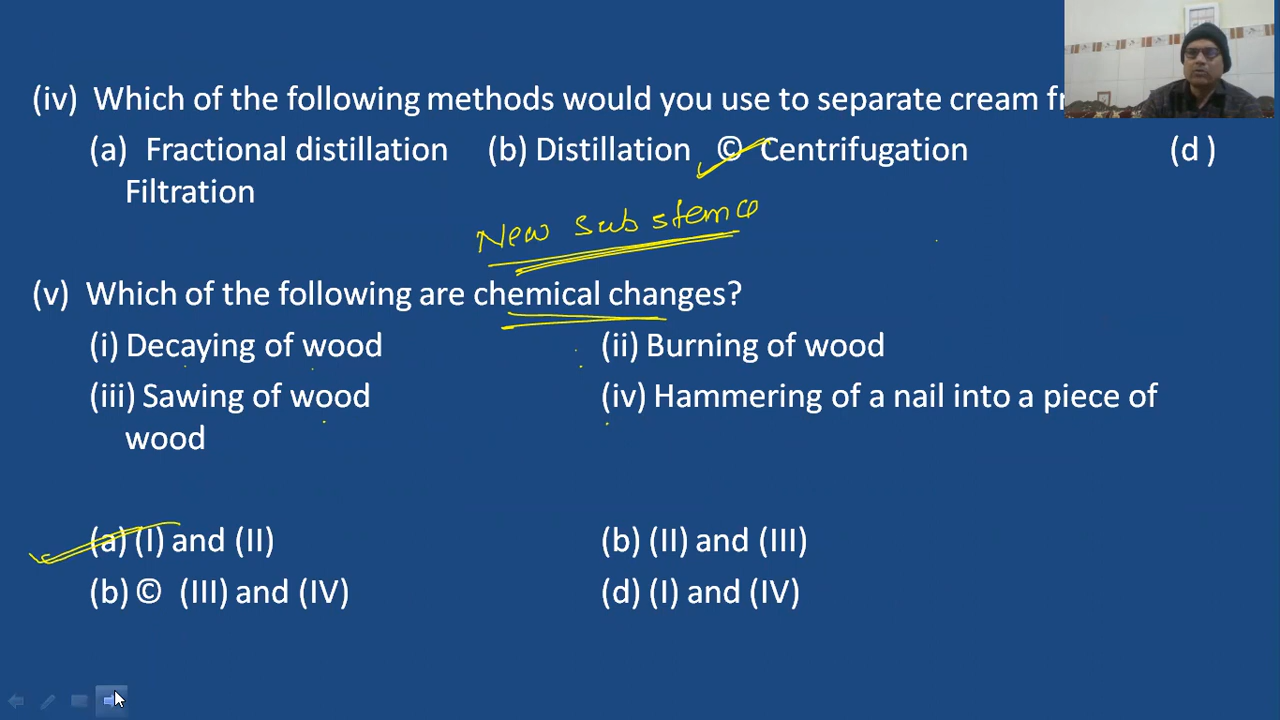 (iv) Which of the following methods would you use to separate cream fr
(a) Fractional distillation (b) Distillation © Centrifugation (d )
Filtration
New substance
(v) Which of the following are chemical changes?
(i) Decaying of wood (ii) Burning of wood
(iii) Sawing of wood (iv) Hammering of a nail into a piece of
wood
(a) (I) and (II) (b) (II) and (III)
(b) © (III) and (IV) (d) (I) and (IV)